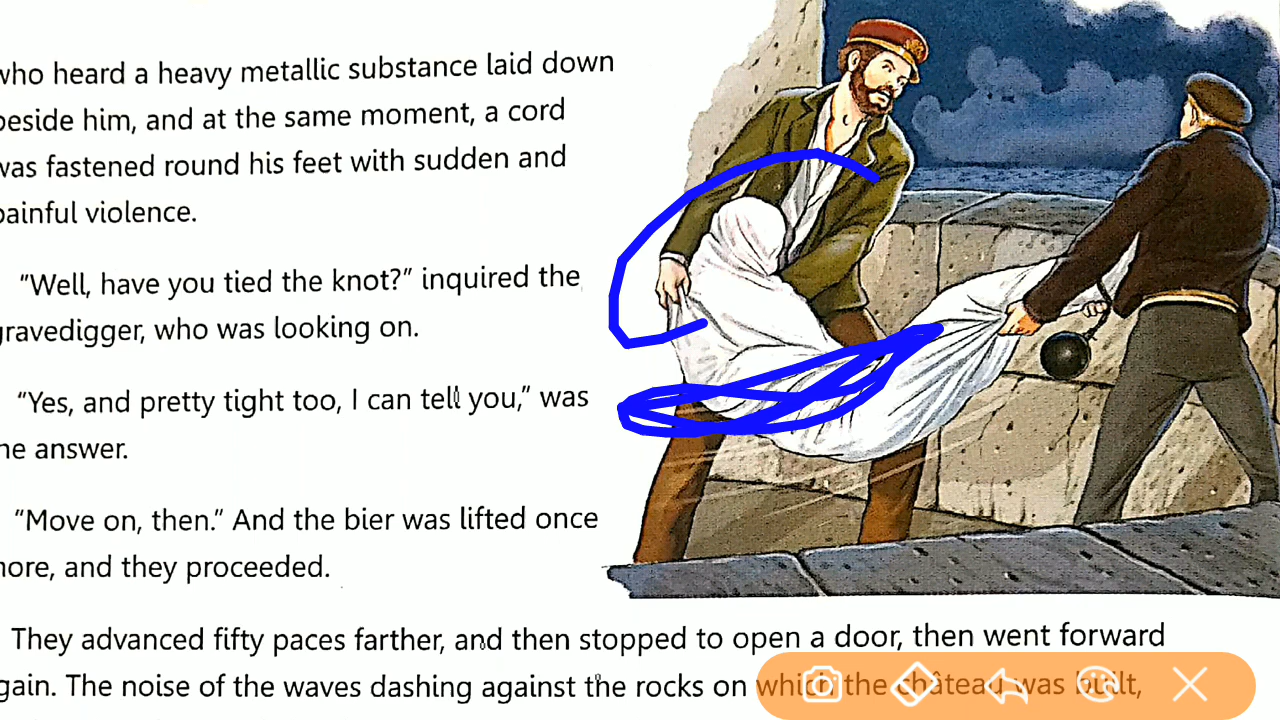 who heard a heavy metallic substance laid down
beside him, and at the same moment, a cord
was fastened round his feet with sudden and
painful violence.
"Well, have you tied the knot?" inquired the
gravedigger, who was looking on.
"Yes, and pretty tight too, I can tell you," was
he answer.
"Move on, then." And the bier was lifted once
more, and they proceeded.
They advanced fifty paces farther, and then stopped to open a door, then went forward
gain. The noise of the waves dashing against the rocks on which the château was built,